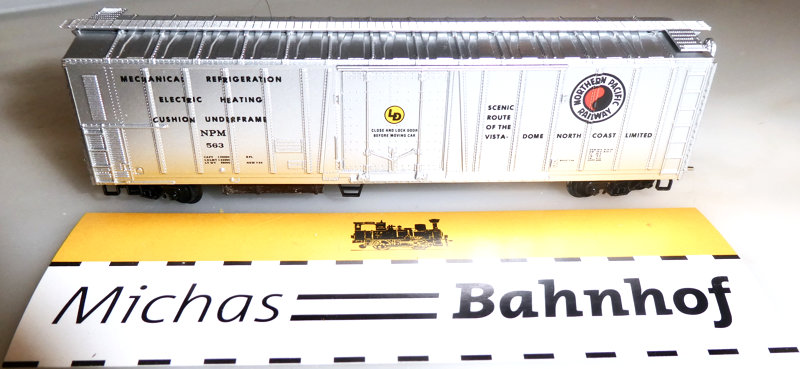 MECHANICAL REFRIGERATION
ELECTRIC HEATING
CUSHION UNDERFRAME
NPM
563
LD
CLOSE AND LOCK DOOR
BEFORE MOVING CAR
SCENIC
ROUTE
OF THE
VISTA-DOME NORTH COAST LIMITED
NORTHERN PACIFIC
RAILWAY
Michas Bahnhof